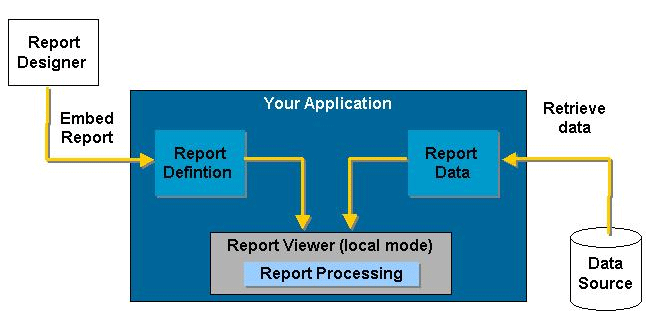 Report
Designer
Embed
Report
Your Application
Retrieve
data
Report
Defintion
Report
Data
Report Viewer (local mode)
Report Processing
Data
Source